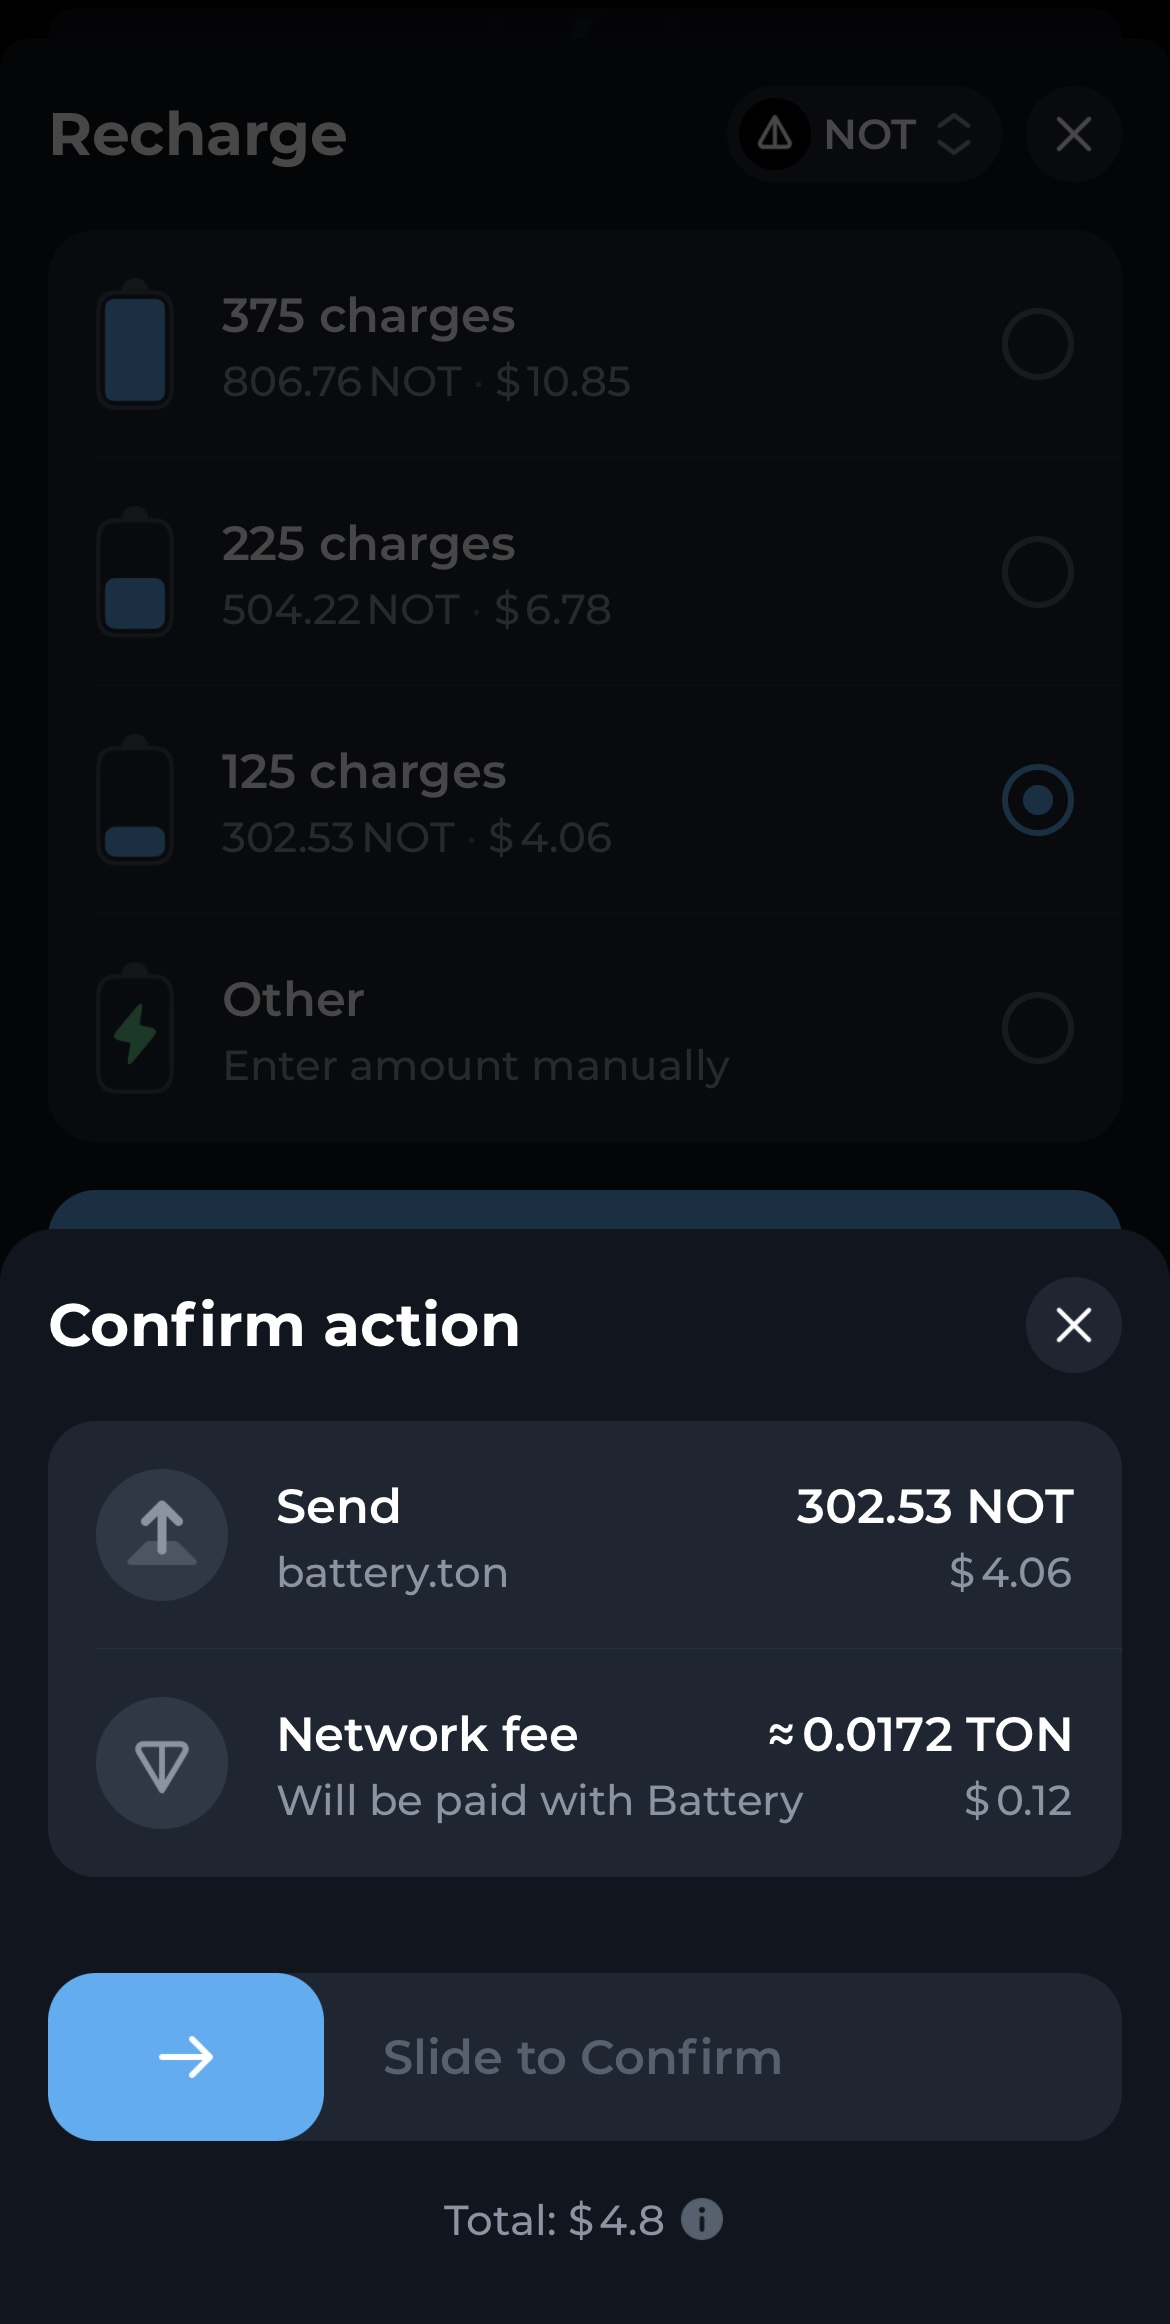 Recharge
NOT
375 charges
806.76 NOT · $ 10.85
225 charges
504.22 NOT · $ 6.78
125 charges
302.53 NOT · $ 4.06
Other
Enter amount manually
Confirm action
Send 302.53 NOT
battery.ton $ 4.06
Network fee ≈ 0.0172 TON
Will be paid with Battery $ 0.12
Slide to Confirm
Total: $ 4.8